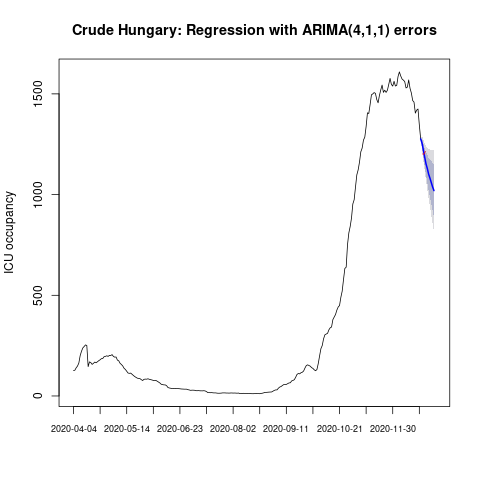 Crude Hungary: Regression with ARIMA(4,1,1) errors
ICU occupancy
1500
1000
500
0
2020-04-04 2020-05-14 2020-06-23 2020-08-02 2020-09-11 2020-10-21 2020-11-30